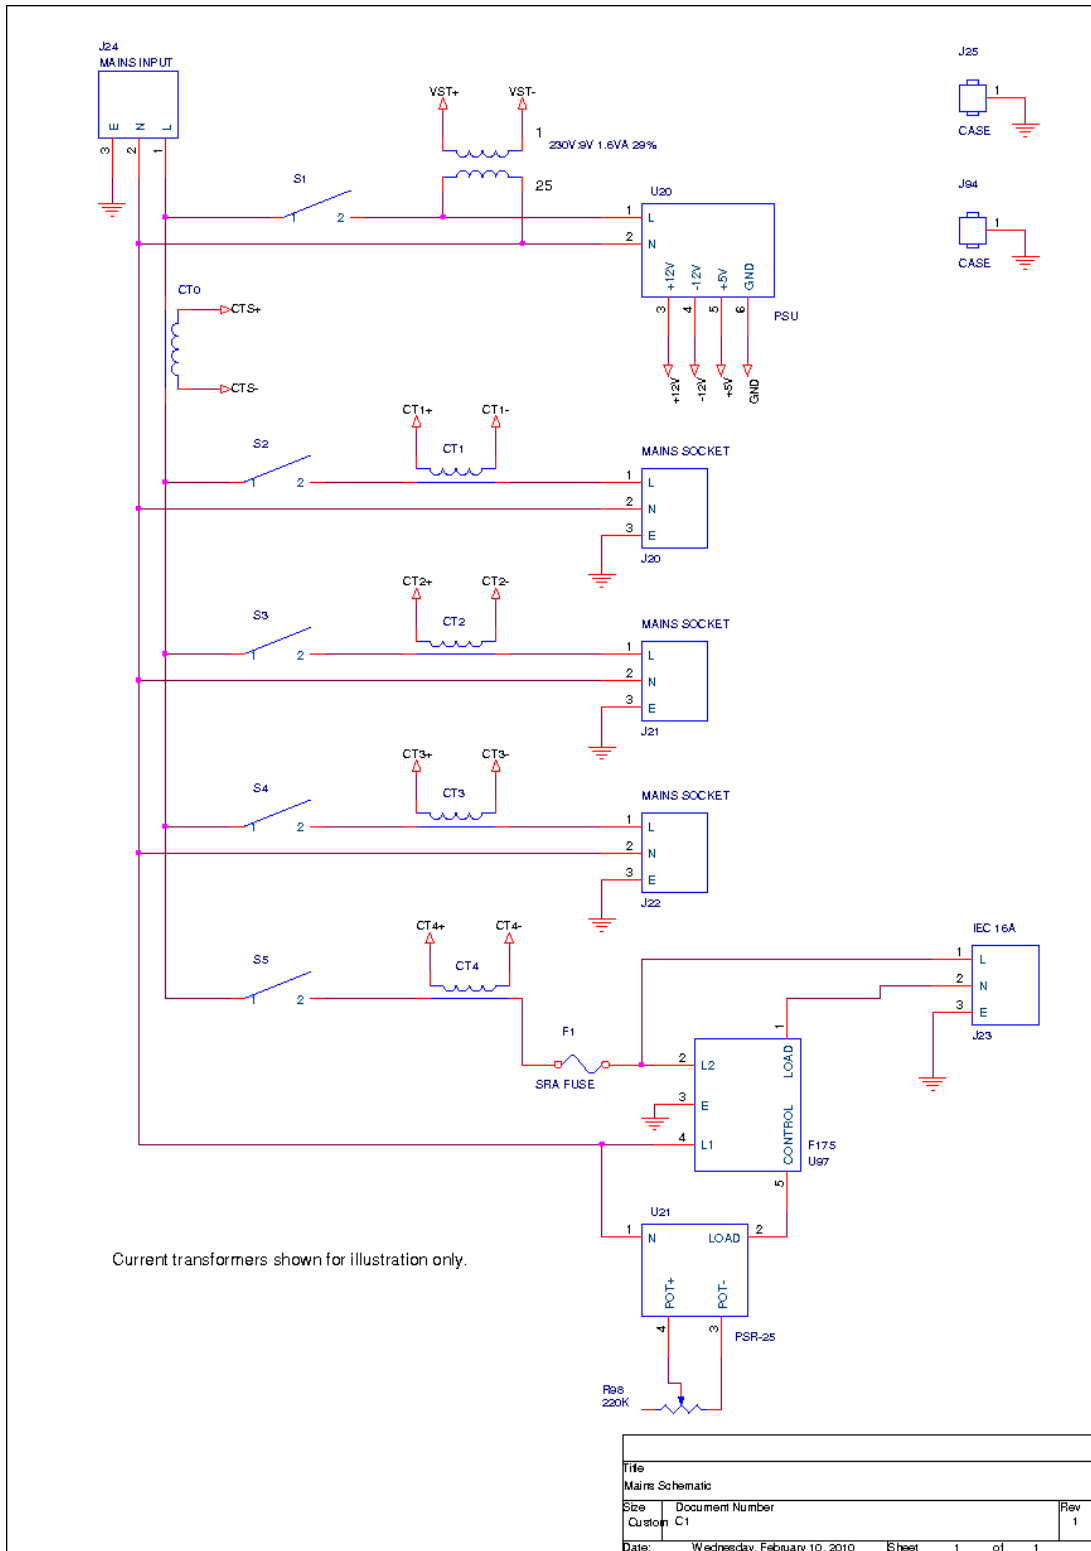 J24
MAINS INPUT
E N L
3 2 1
VST+ VST-
1
230V:9V 1.6VA 29%
25
J25
1
CASE
J94
1
CASE
S1
1 2
U20
1 L
2 N
+12V -12V +5V GND
3 4 5 6
PSU
+12V -12V +5V GND
CT0
CTS+
CTS-
CT1+ CT1-
S2
CT1
MAINS SOCKET
1 2
1 L
2 N
3 E
J20
CT2+ CT2-
S3
CT2
MAINS SOCKET
1 2
1 L
2 N
3 E
J21
CT3+ CT3-
S4
CT3
MAINS SOCKET
1 2
1 L
2 N
3 E
J22
CT4+ CT4-
S5
CT4
1 2
IEC 16A
1 L
2 N
3 E
J23
F1
SRA FUSE
1
LOAD
2 L2
3 E
4 L1
CONTROL
5
F175
U97
U21
1 N LOAD 2
POT+ POT-
4 3
PSR-25
R98
220K
Current transformers shown for illustration only.
Title
Mains Schematic
Size Document Number Rev
Custom C1 1
Date: Wednesday, February 10, 2010 Sheet 1 of 1